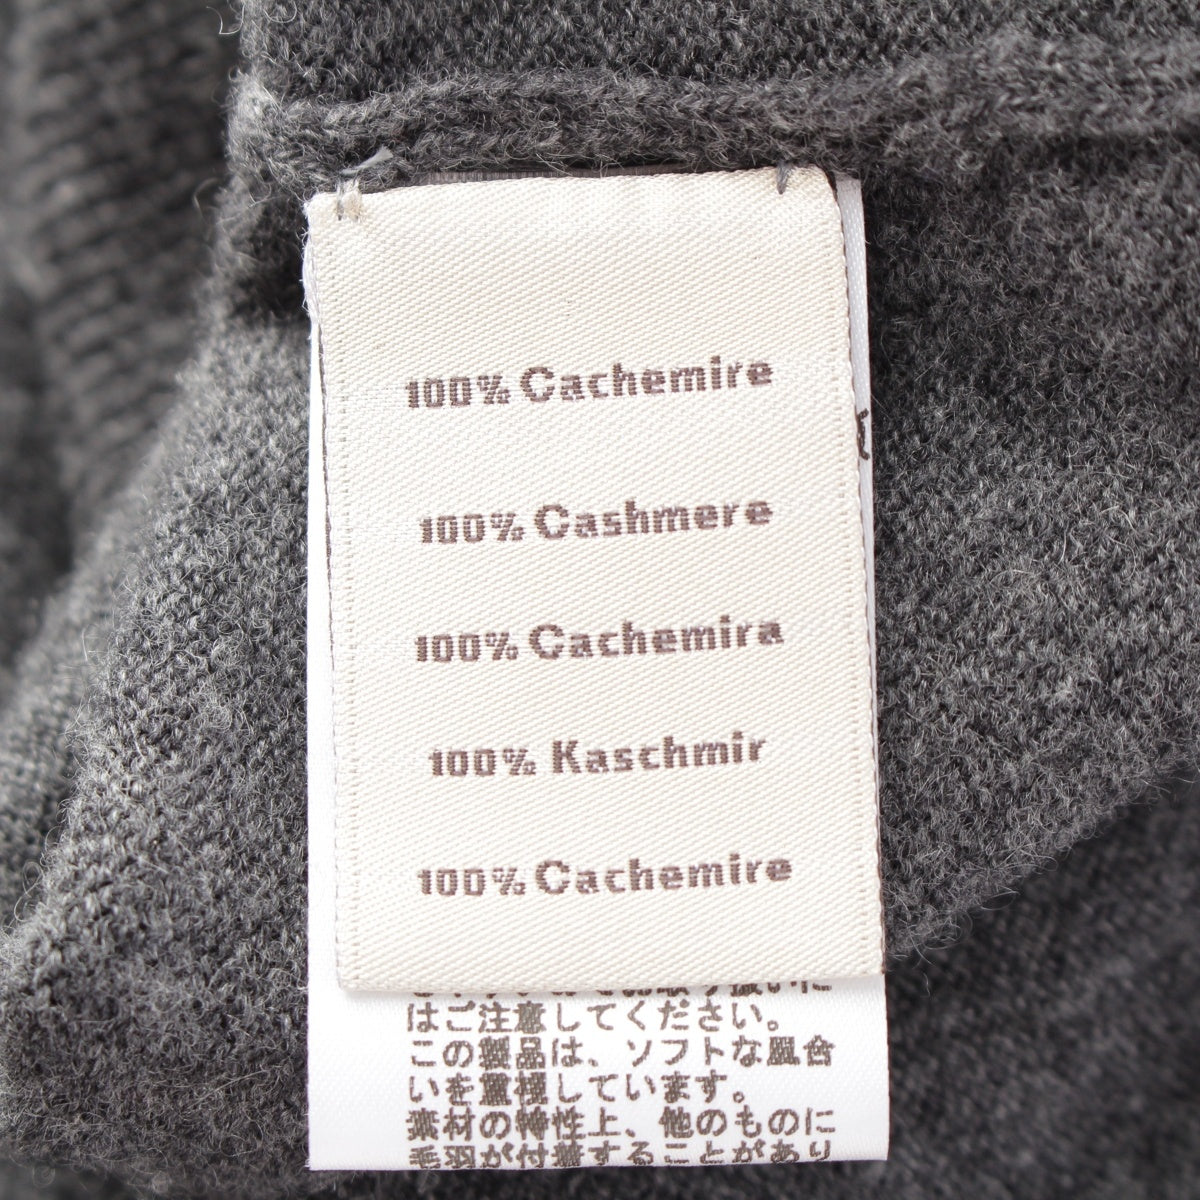 100% Cachemire
100% Cashmere
100% Cachemira
100% Kaschmir
100% Cachemire
はご注意してください。
この製品は、ソフトな風合
いを重視しています。
素材の特性上、他のものに
毛羽が付着することがあり